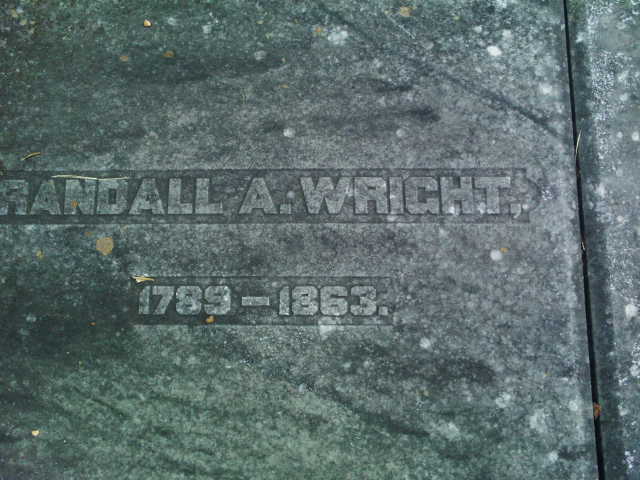 RANDALL A. WRIGHT,
1789 – 1863.